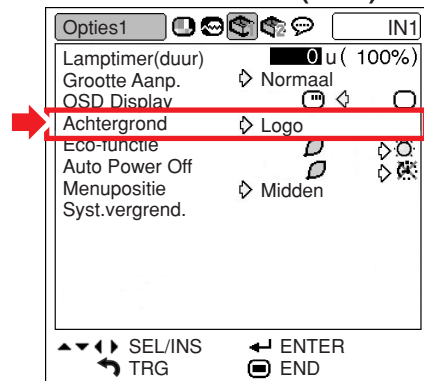 Opties1 IN1
Lamptimer(duur) 0 u ( 100%)
Grootte Aanp. Normaal
OSD Display
Achtergrond Logo
Eco-functie
Auto Power Off
Menupositie Midden
Syst.vergrend.
SEL/INS ENTER
TRG END